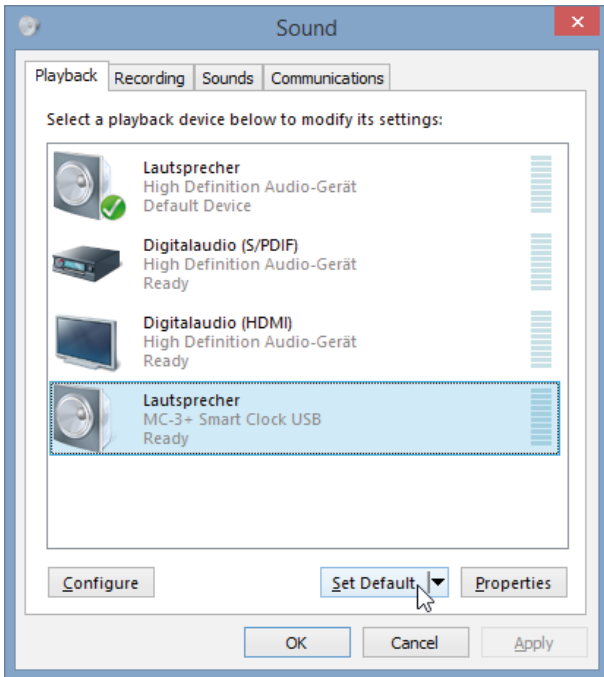 Sound
Playback Recording Sounds Communications
Select a playback device below to modify its settings:
Lautsprecher
High Definition Audio-Gerät
Default Device
Digitalaudio (S/PDIF)
High Definition Audio-Gerät
Ready
Digitalaudio (HDMI)
High Definition Audio-Gerät
Ready
Lautsprecher
MC-3+ Smart Clock USB
Ready
Configure Set Default Properties
OK Cancel Apply